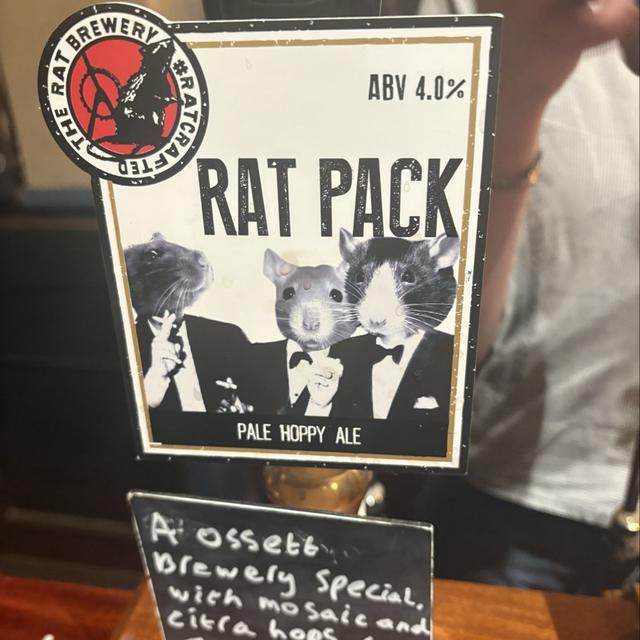 THE RAT BREWERY
#RATCRAFTED
ABV 4.0%
RAT PACK
PALE HOPPY ALE
A Ossett
Brewery Special.
with mosaic and
citra hops